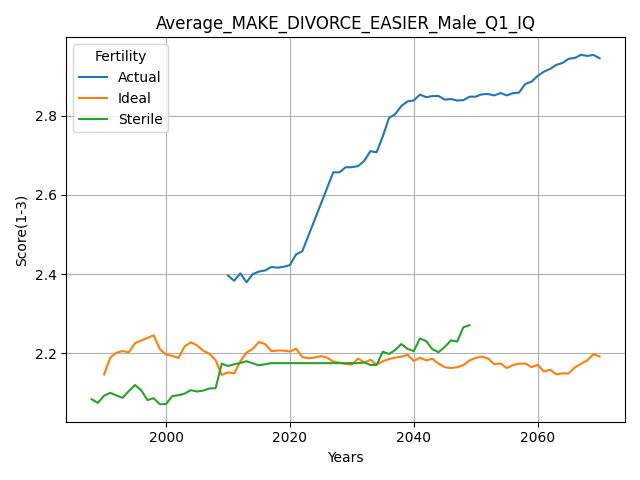 Average_MAKE_DIVORCE_EASIER_Male_Q1_IQ
Fertility
Actual
Ideal
Sterile
Score(1-3)
2.8
2.6
2.4
2.2
2000
2020
2040
2060
Years